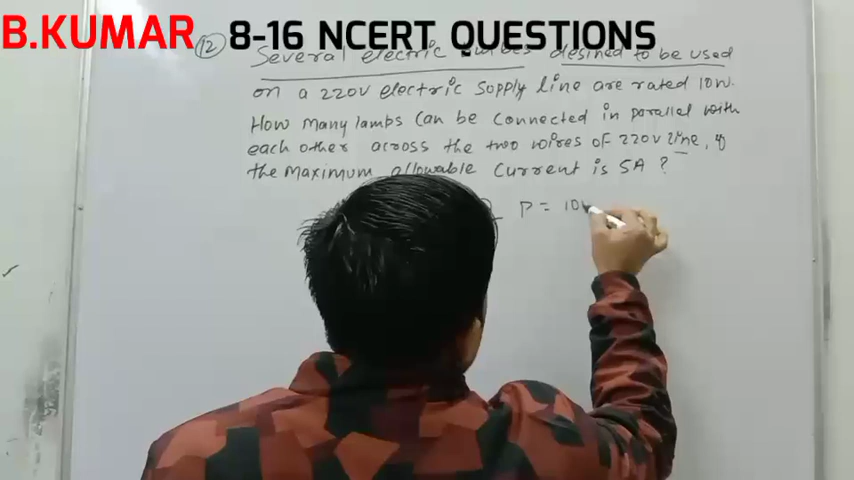 B.KUMAR 8-16 NCERT QUESTIONS
12 Several electric desined to be used
on a 220V electric supply line are rated 10W.
How Many lamps can be connected in parallel with
each other across the two wires of 220V line, if
the Maximum allowable current is 5A ?
P = 10